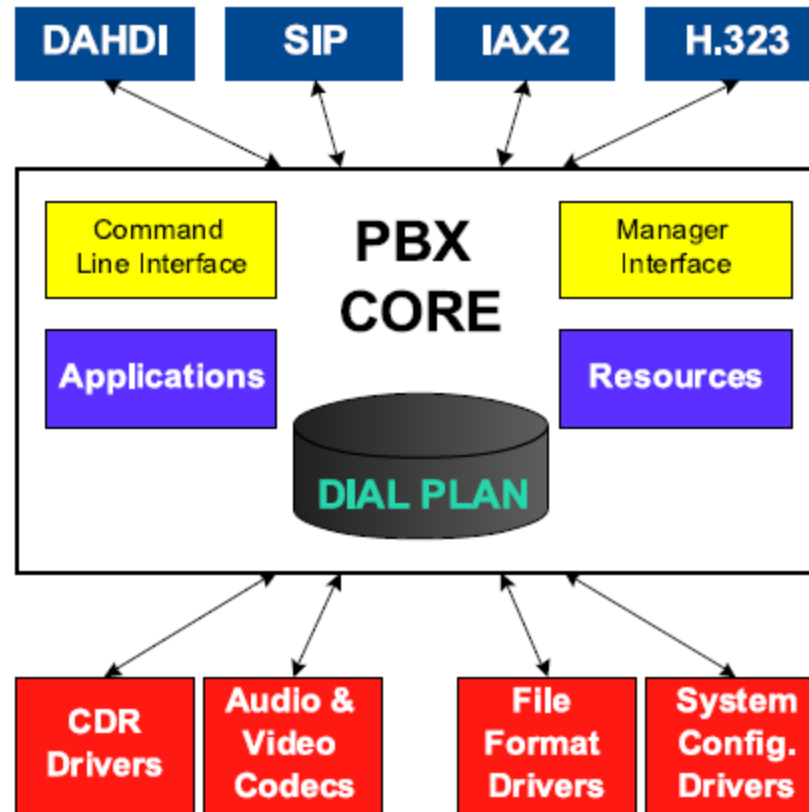 DAHDI
SIP
IAX2
H.323
Command
Line Interface
PBX
CORE
Manager
Interface
Applications
Resources
DIAL PLAN
CDR
Drivers
Audio &
Video
Codecs
File
Format
Drivers
System
Config.
Drivers